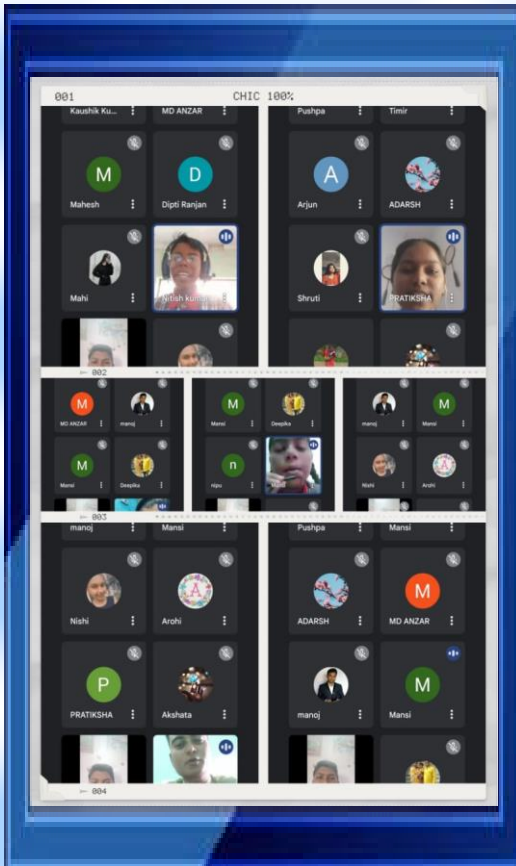 001 CHIC 100%
Kaushik Ku... MD ANZAR Pushpa Timir
M D A
Mahesh Dipti Ranjan Arjun ADARSH
Mahi Nitish kum Shruti PRATIKSHA
002
M M M
MD ANZAR manoj Mansi Deepika manoj Mansi
M n A
Mansi Deepika nipu Nishi Arohi
003
manoj Mansi Pushpa Mansi
A M
Nishi Arohi ADARSH MD ANZAR
P M
PRATIKSHA Akshata manoj Mansi
004